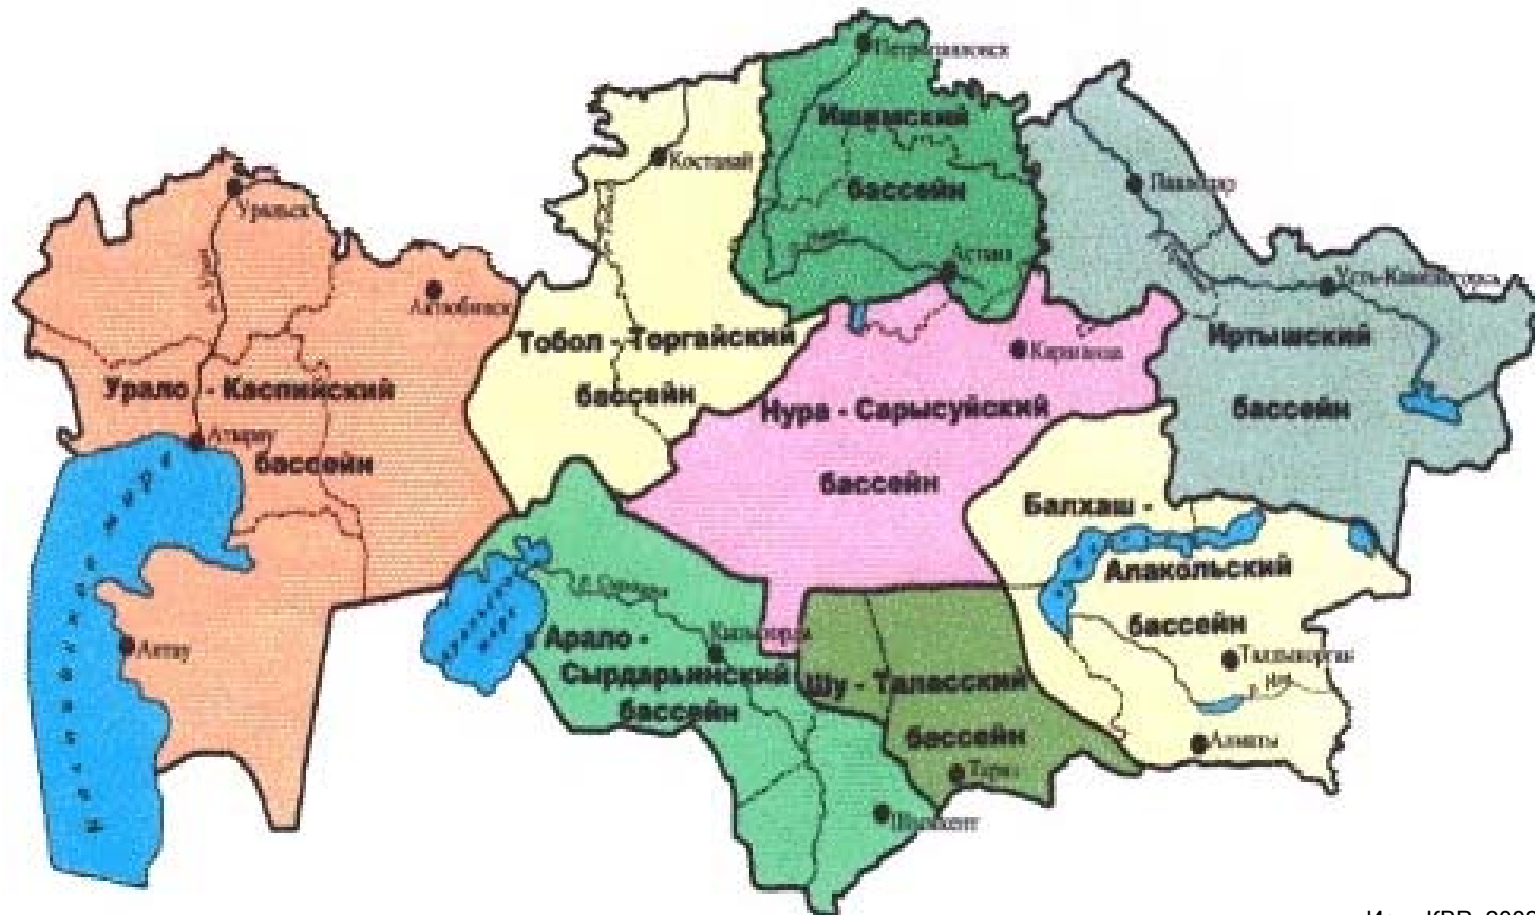 Петропавловск
Ишимский
бассейн
Костанай
Павлодар
Уральск
р. Урал
Астана
Актюбинск
Усть-Каменогорск
Тобол - Торгайский
бассейн
Иртышский
бассейн
Караганда
Урало - Каспийский
бассейн
Нура - Сарысуйский
бассейн
Атырау
Балхаш -
Алакольский
бассейн
Арало -
Сырдарьинский
бассейн
Кызылорда
Шу - Таласский
бассейн
Актау
Талдыкорган
р. Или
Алматы
Тараз
Шымкент